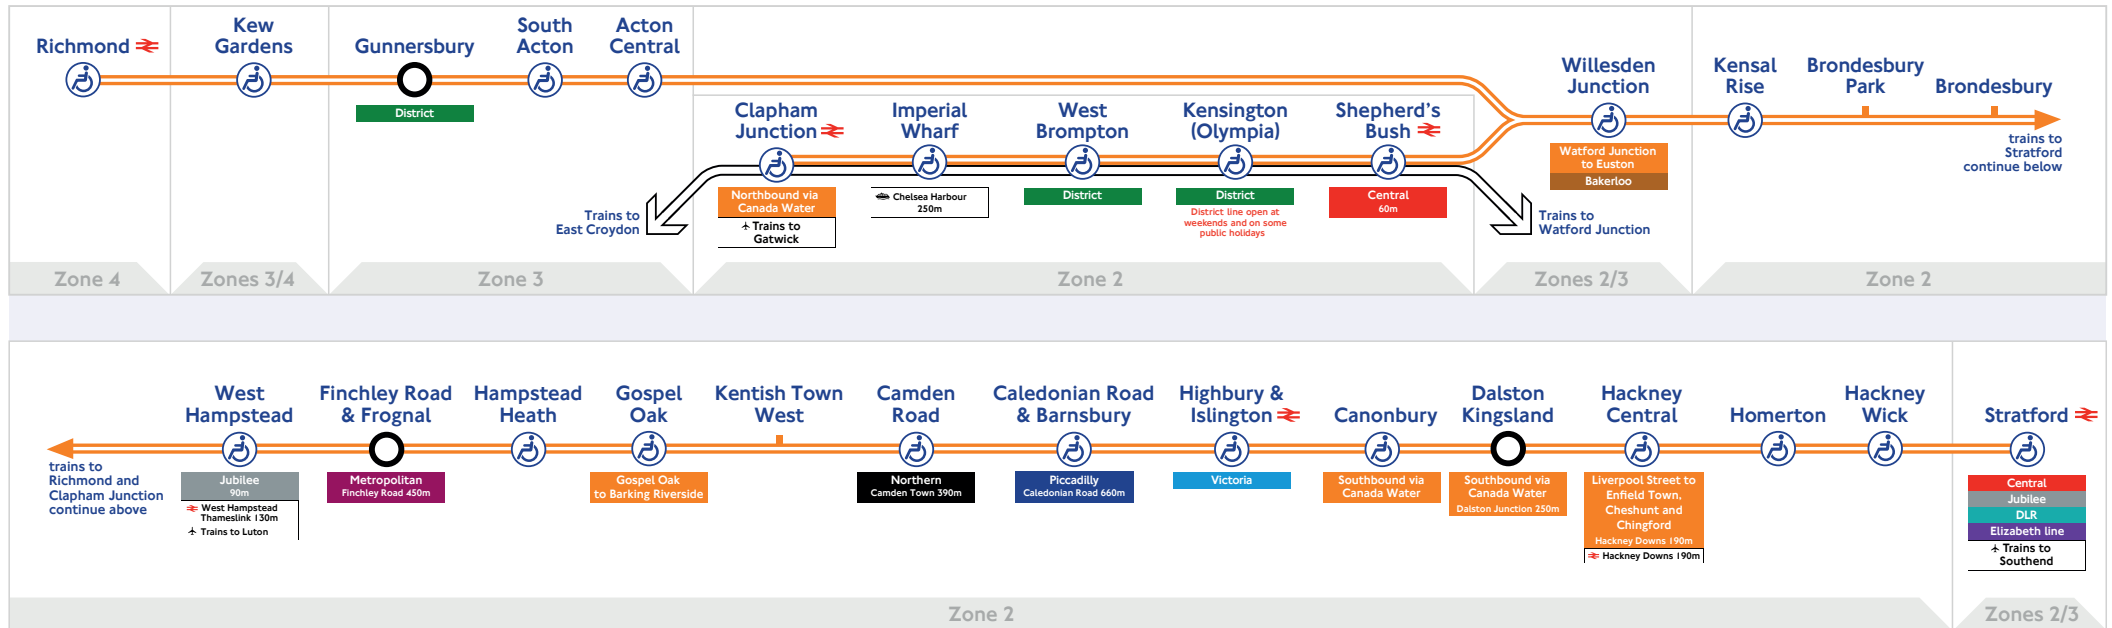 Richmond
Kew
Gardens
Gunnersbury
District
South
Acton
Acton
Central
Clapham
Junction
Northbound via
Canada Water
Trains to
Gatwick
Imperial
Wharf
Chelsea Harbour
250m
West
Brompton
District
Kensington
(Olympia)
District
District line open at
weekends and on some
public holidays
Shepherd's
Bush
Central
60m
Trains to
East Croydon
Trains to
Watford Junction
Willesden
Junction
Watford Junction
to Euston
Bakerloo
Kensal
Rise
Brondesbury
Park
Brondesbury
trains to
Stratford
continue below
Zone 4
Zones 3/4
Zone 3
Zone 2
Zones 2/3
Zone 2
trains to
Richmond and
Clapham Junction
continue above
West
Hampstead
Jubilee
90m
West Hampstead
Thameslink 130m
Trains to Luton
Finchley Road
& Frognal
Metropolitan
Finchley Road 450m
Hampstead
Heath
Gospel
Oak
Gospel Oak
to Barking Riverside
Kentish Town
West
Camden
Road
Northern
Camden Town 390m
Caledonian Road
& Barnsbury
Piccadilly
Caledonian Road 660m
Highbury &
Islington
Victoria
Canonbury
Southbound via
Canada Water
Dalston
Kingsland
Southbound via
Canada Water
Dalston Junction 250m
Hackney
Central
Liverpool Street to
Enfield Town,
Cheshunt and
Chingford
Hackney Downs 190m
Hackney Downs 190m
Homerton
Hackney
Wick
Stratford
Central
Jubilee
DLR
Elizabeth line
Trains to
Southend
Zone 2
Zones 2/3